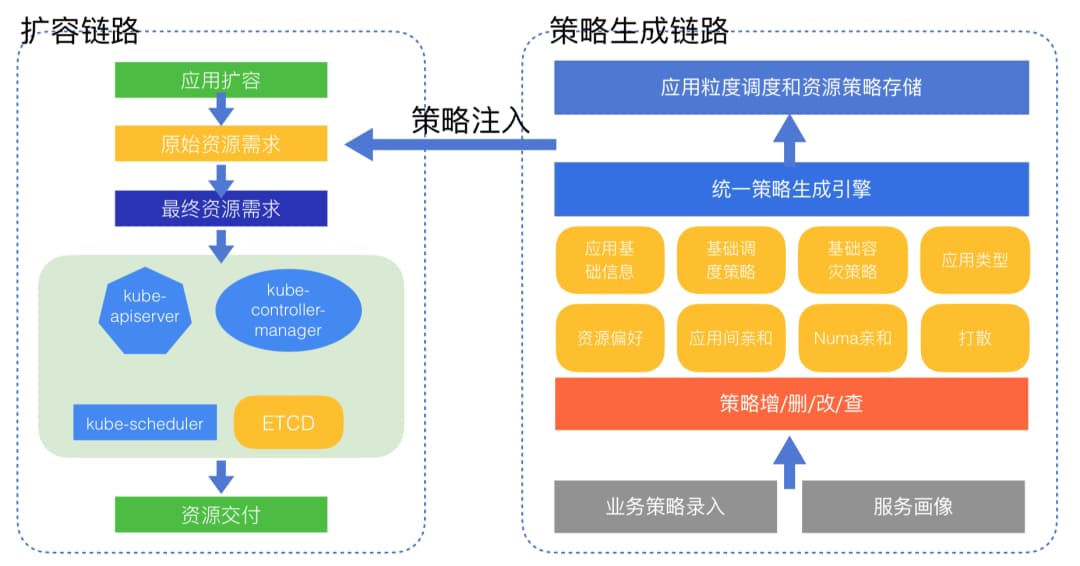 扩容链路
应用扩容
原始资源需求
最终资源需求
kube-
apiserver
kube-
controller-
manager
kube-scheduler
ETCD
资源交付
策略注入
策略生成链路
应用粒度调度和资源策略存储
统一策略生成引擎
应用基
础信息
基础调
度策略
基础容
灾策略
应用类型
资源偏好
应用间亲和
Numa亲和
打散
策略增/删/改/查
业务策略录入
服务画像